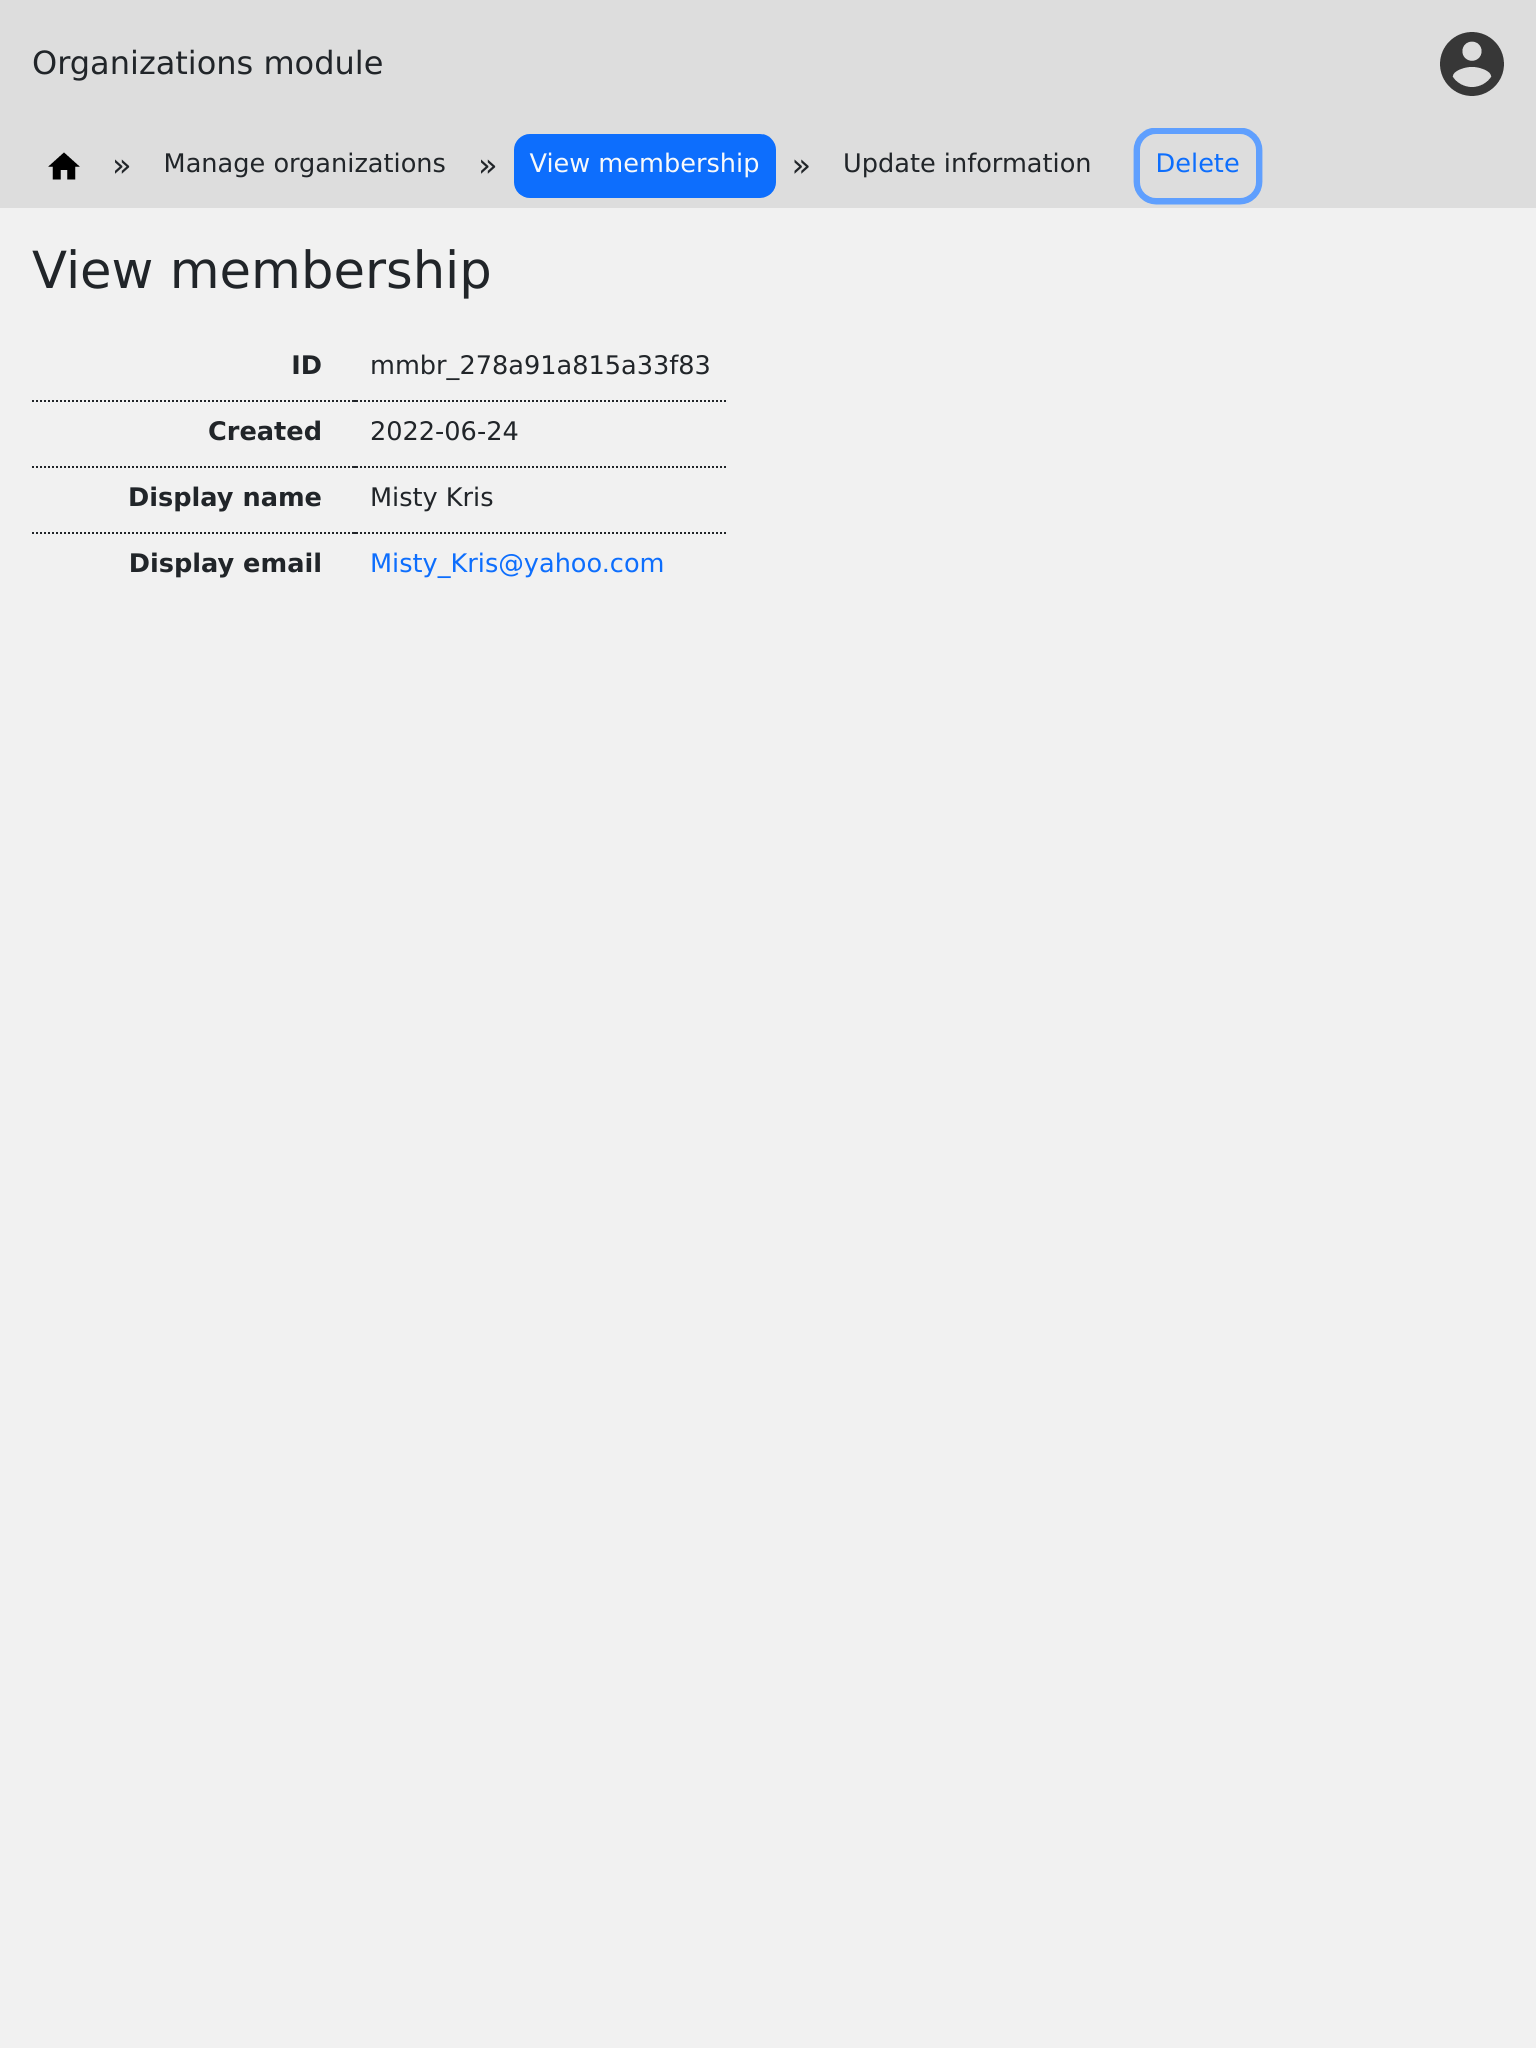 Organizations module
» Manage organizations » View membership » Update information Delete
View membership
ID mmbr_278a91a815a33f83
Created 2022-06-24
Display name Misty Kris
Display email Misty_Kris@yahoo.com